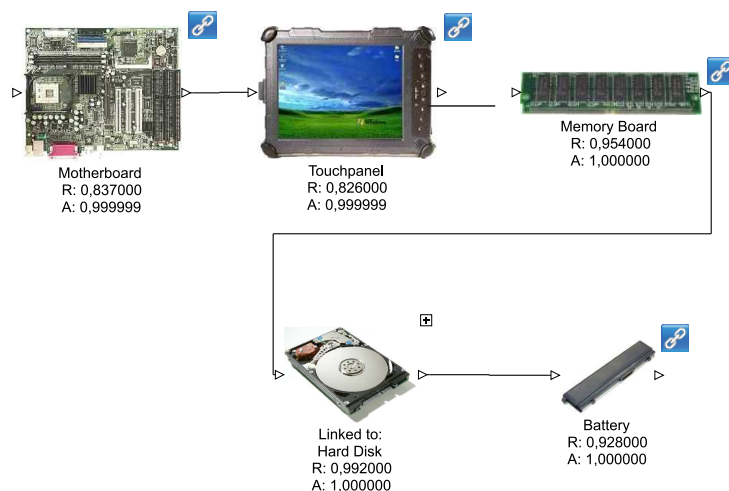 Motherboard
R: 0,837000
A: 0,999999
Windows
Touchpanel
R: 0,826000
A: 0,999999
Memory Board
R: 0,954000
A: 1,000000
Linked to:
Hard Disk
R: 0,992000
A: 1.000000
Battery
R: 0,928000
A: 1,000000